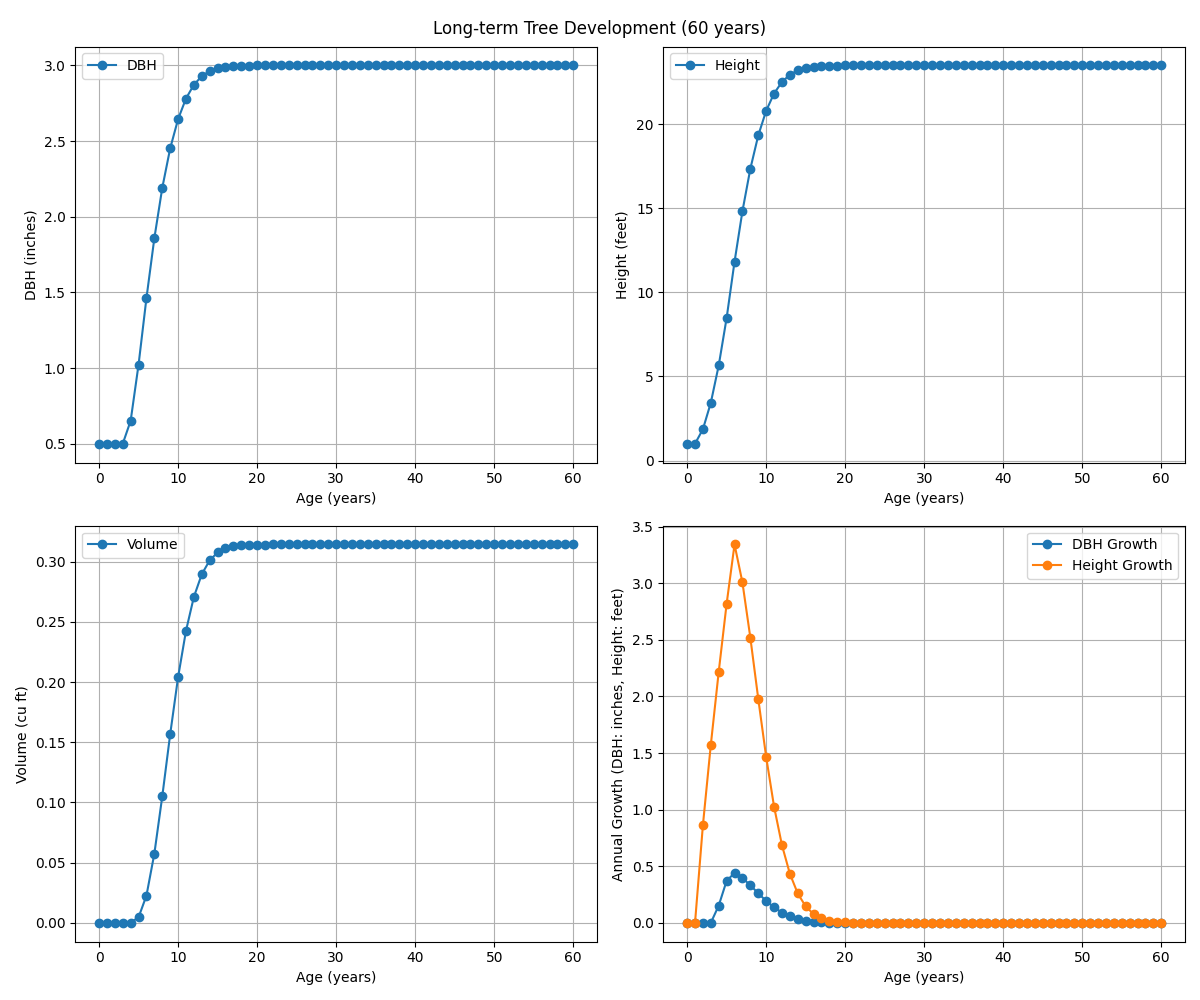 Long-term Tree Development (60 years)
DBH
DBH (inches)
3.0
2.5
2.0
1.5
1.0
0.5
0 10 20 30 40 50 60
Age (years)
Height
Height (feet)
20
15
10
5
0
0 10 20 30 40 50 60
Age (years)
Volume
Volume (cu ft)
0.30
0.25
0.20
0.15
0.10
0.05
0.00
0 10 20 30 40 50 60
Age (years)
DBH Growth
Height Growth
Annual Growth (DBH: inches, Height: feet)
3.5
3.0
2.5
2.0
1.5
1.0
0.5
0.0
0 10 20 30 40 50 60
Age (years)